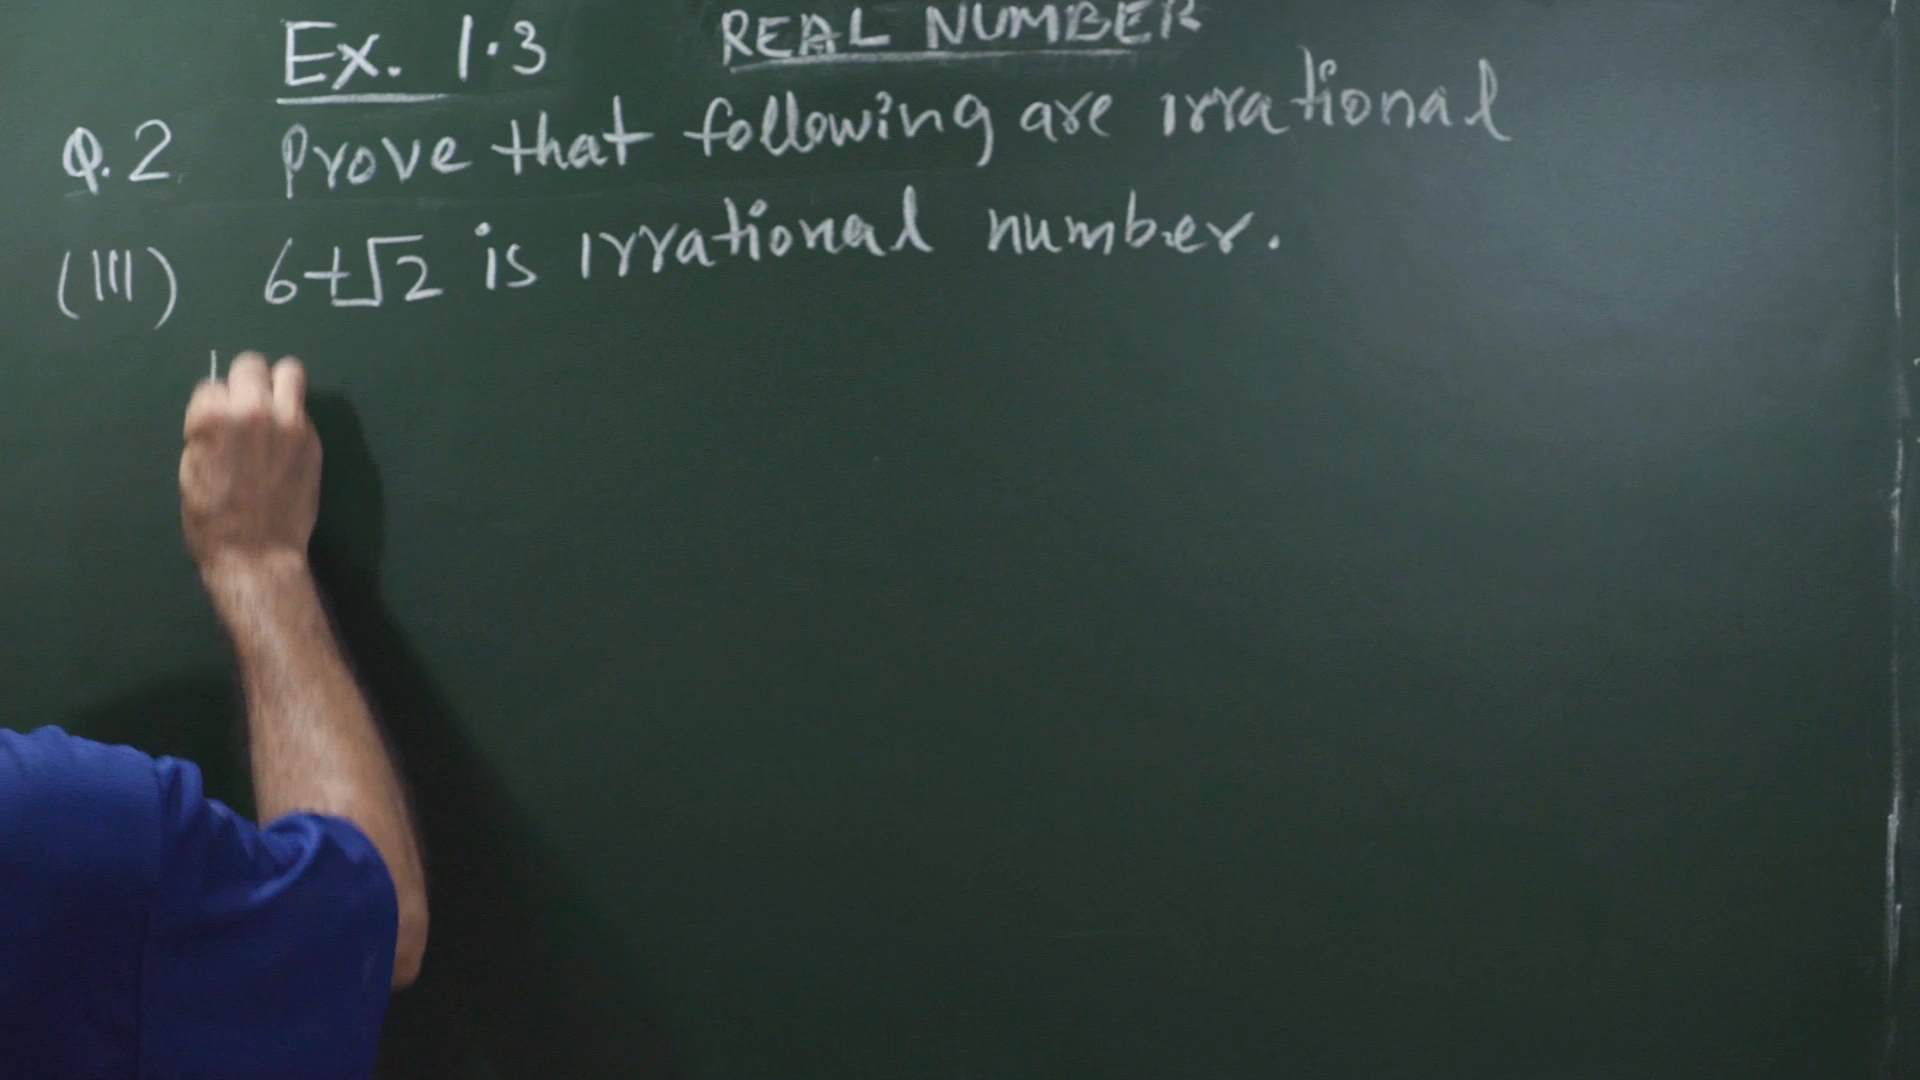 Ex. 1.3 REAL NUMBER
Q.2 Prove that following are irrational
(III) 6+√2 is irrational number.